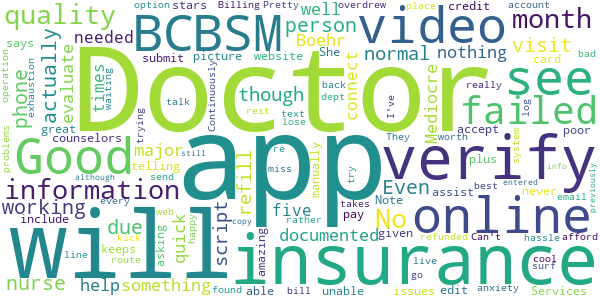 quality needed BCBSM option stars Billing Pretty overdrew video place credit account month
says actually submit picture website well person Boehr She normal nothing visit card bad
operation exhaustion phone evaluate times waiting great counselors Doctor Continuously talk though text lose back dept connect Mediocre see really log
problems Good trying telling major refill rest re miss app manually try I've They worth accept failed poor
information working include due keeps asking quick script five Even No verify plus system never info previously
although every web send still takes pay Note given assist best entered email
will happy copy documented rather refunded online Can't hassle afford
nurse line kick route amazing found able bill live go unable issues edit cool surf anxiety Services
help something insurance